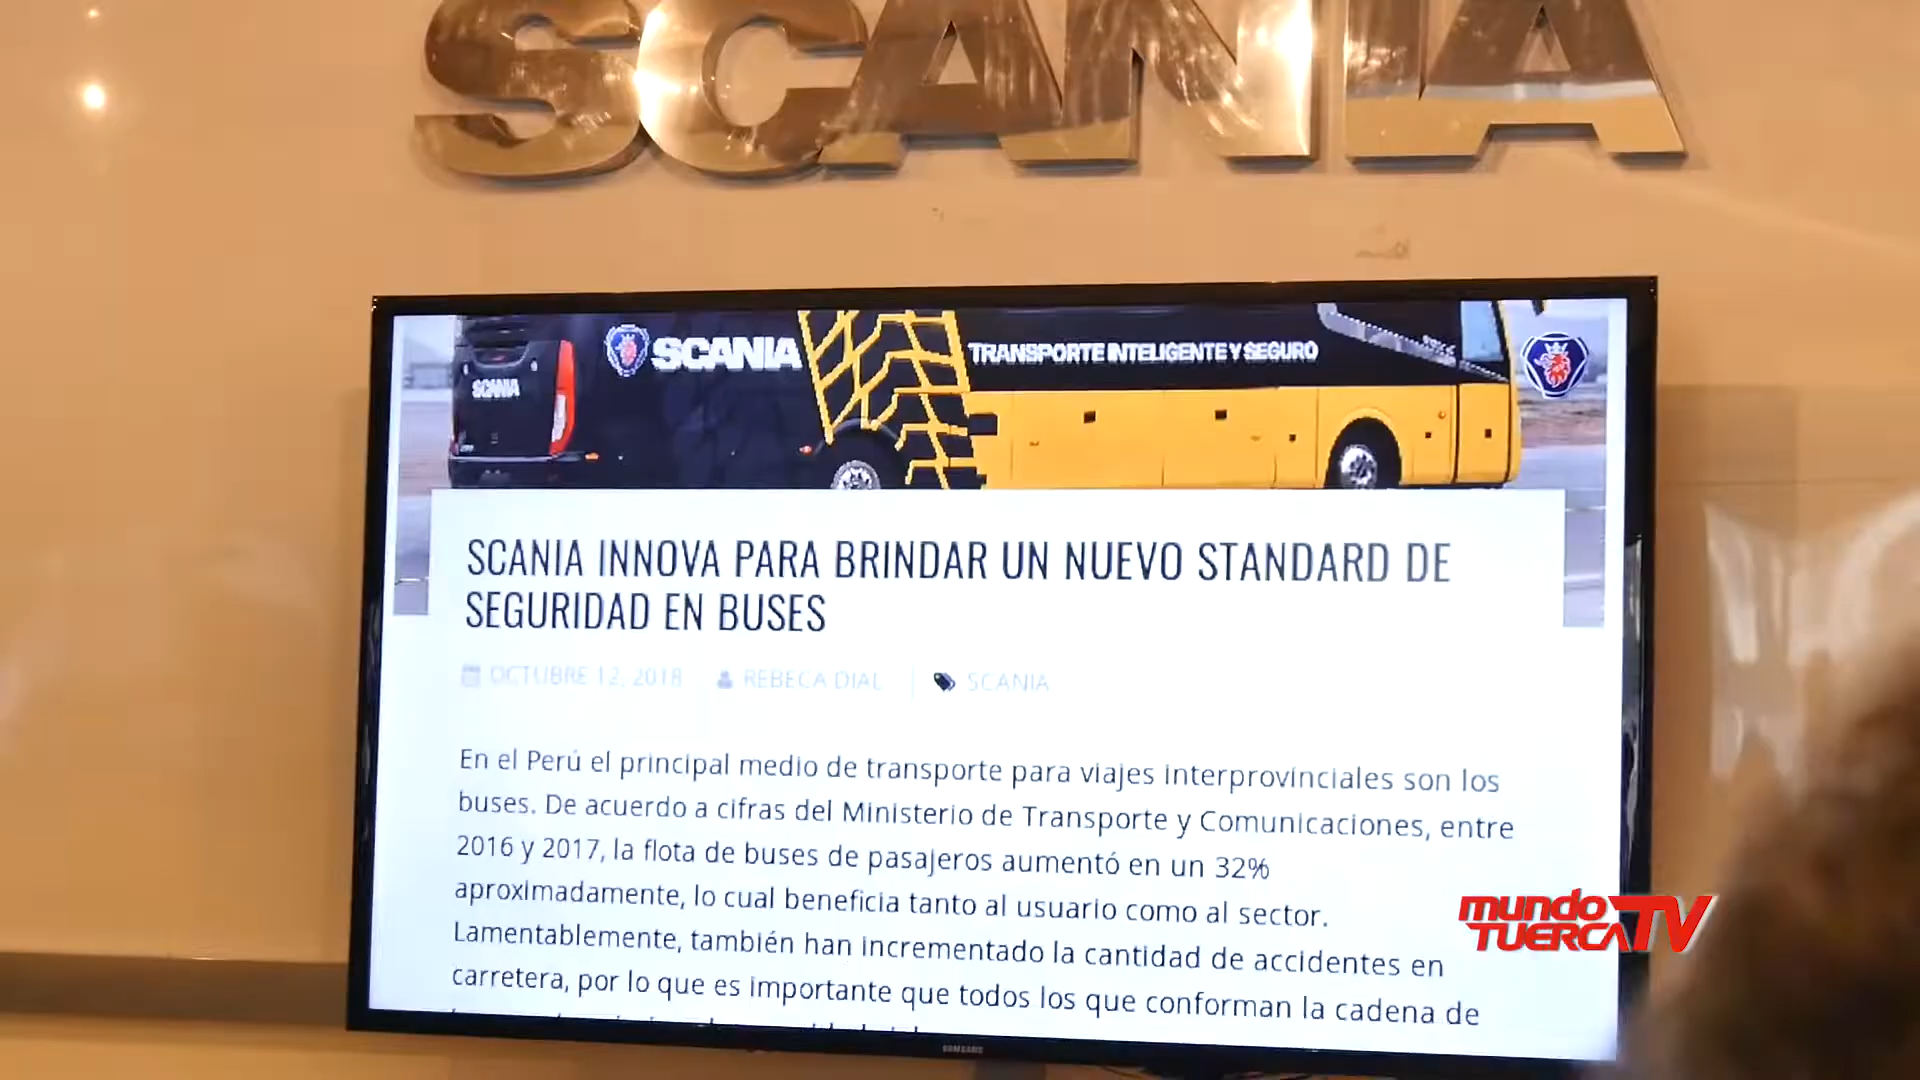 SCANIA
SCANIA
SCANIA
TRANSPORTE INTELIGENTE Y SEGURO
SCANIA INNOVA PARA BRINDAR UN NUEVO STANDARD DE
SEGURIDAD EN BUSES
OCTUBRE 12, 2018 REBECA DIAL SCANIA
En el Perú el principal medio de transporte para viajes interprovinciales son los
buses. De acuerdo a cifras del Ministerio de Transporte y Comunicaciones, entre
2016 y 2017, la flota de buses de pasajeros aumentó en un 32%
aproximadamente, lo cual beneficia tanto al usuario como al sector.
Lamentablemente, también han incrementado la cantidad de accidentes en
carretera, por lo que es importante que todos los que conforman la cadena de
SAMSUNG
mundo
TUERCA TV